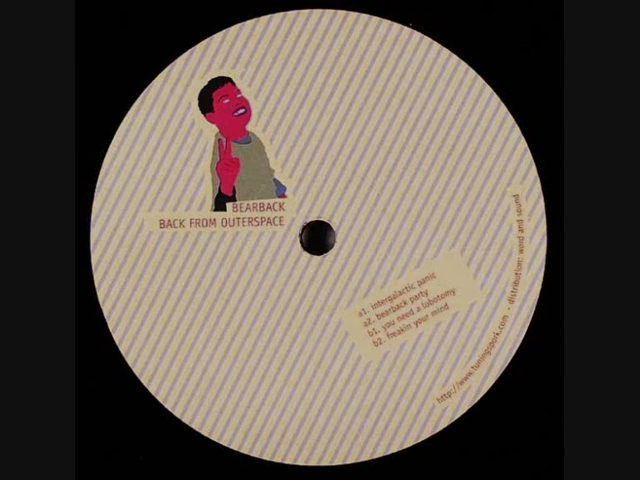 BEARBACK
BACK FROM OUTERSPACE
a1. intergalactic panic
a2. bearback party
b1. you need a lobotomy
b2. freakin your mind
http://www.tuningspork.com - distribution: word and sound